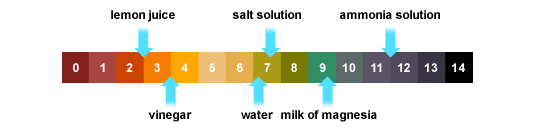 lemon juice salt solution ammonia solution
0 1 2 3 4 5 6 7 8 9 10 11 12 13 14
vinegar water milk of magnesia